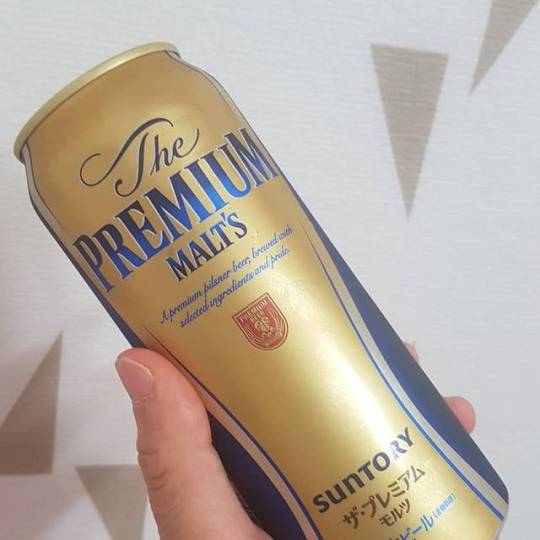 The
PREMIUM
MALT'S
A premium pilsner beer, brewed with
selected ingredients and pride.
PREMIUM
SUNTORY
ザ・プレミアム
モルツ
ビール